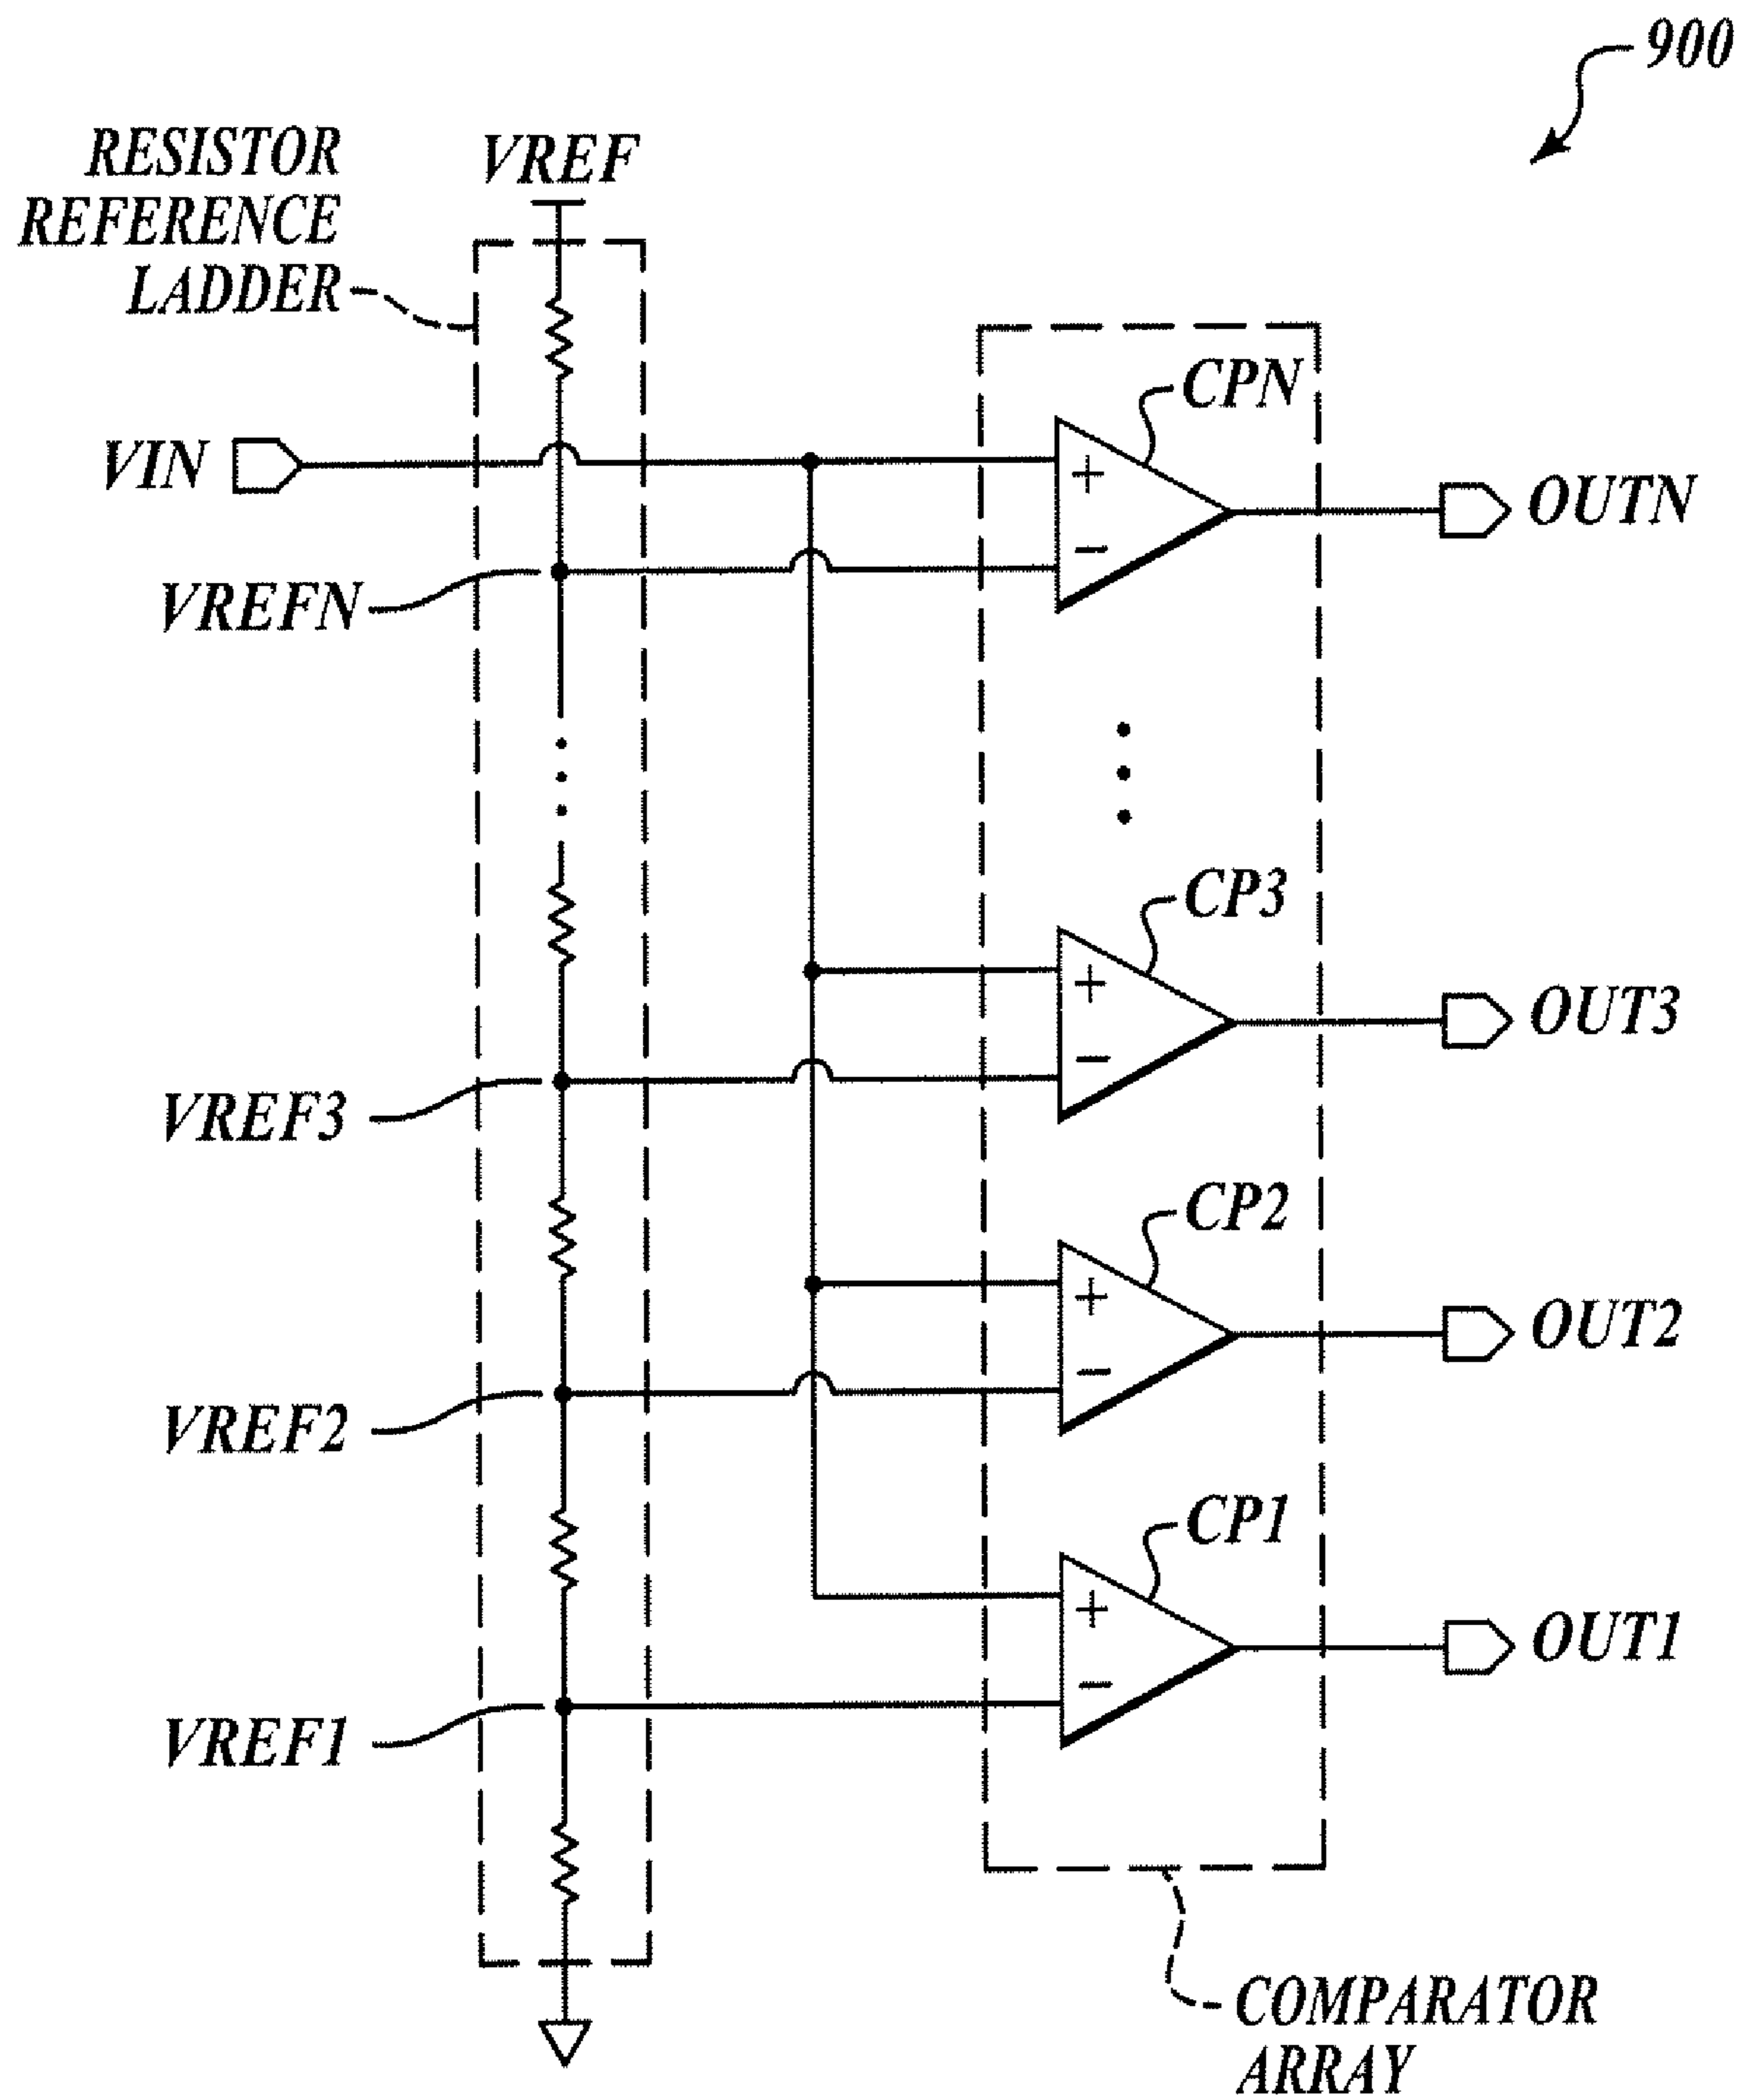 900
RESISTOR
REFERENCE
LADDER
VREF
CPN
+
−
VIN
OUTN
VREFN
CP3
+
−
OUT3
VREF3
CP2
+
−
OUT2
VREF2
CP1
+
−
OUT1
VREF1
COMPARATOR
ARRAY